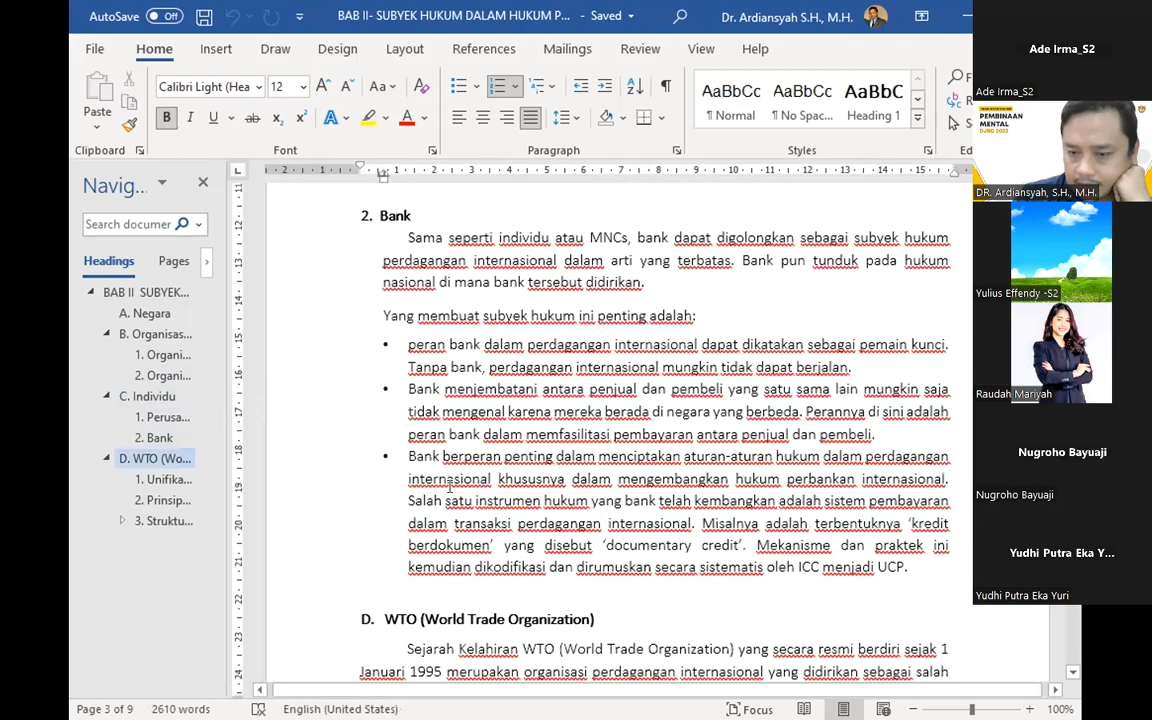 AutoSave Off BAB II- SUBYEK HUKUM DALAM HUKUM P... - Saved Dr. Ardiansyah S.H., M.H.
File Home Insert Draw Design Layout References Mailings Review View Help
Paste
Calibri Light (Hea 12 Aa
B I U ab x₂ x²
AaBbCc AaBbCc AaBbC
¶ Normal ¶ No Spac... Heading 1
Clipboard Font Paragraph Styles
Navig...
Search document
Headings Pages
BAB II SUBYEK...
A. Negara
B. Organisas...
1. Organi...
2. Organi...
C. Individu
1. Perusa...
2. Bank
D. WTO (Wo...
1. Unifika...
2. Prinsip...
3. Struktu...
2. Bank
Sama seperti individu atau MNCs, bank dapat digolongkan sebagai subyek hukum
perdagangan internasional dalam arti yang terbatas. Bank pun tunduk pada hukum
nasional di mana bank tersebut didirikan.
Yang membuat subyek hukum ini penting adalah:
• peran bank dalam perdagangan internasional dapat dikatakan sebagai pemain kunci.
Tanpa bank, perdagangan internasional mungkin tidak dapat berjalan.
• Bank menjembatani antara penjual dan pembeli yang satu sama lain mungkin saja
tidak mengenal karena mereka berada di negara yang berbeda. Perannya di sini adalah
peran bank dalam memfasilitasi pembayaran antara penjual dan pembeli.
• Bank berperan penting dalam menciptakan aturan-aturan hukum dalam perdagangan
internasional khususnya dalam mengembangkan hukum perbankan internasional.
Salah satu instrumen hukum yang bank telah kembangkan adalah sistem pembayaran
dalam transaksi perdagangan internasional. Misalnya adalah terbentuknya ‘kredit
berdokumen’ yang disebut ‘documentary credit’. Mekanisme dan praktek ini
kemudian dikodifikasi dan dirumuskan secara sistematis oleh ICC menjadi UCP.
D. WTO (World Trade Organization)
Sejarah Kelahiran WTO (World Trade Organization) yang secara resmi berdiri sejak 1
Januari 1995 merupakan organisasi perdagangan internasional yang didirikan sebagai salah
Page 3 of 9 2610 words English (United States) Focus 100%
Ade Irma_S2
Ade Irma_S2
PEMBINAAN
MENTAL
DJBC 2023
DR. Ardiansyah, S.H., M.H.
Yulius Effendy -S2
Raudah Mariyah
Nugroho Bayuaji
Nugroho Bayuaji
Yudhi Putra Eka Y...
Yudhi Putra Eka Yuri